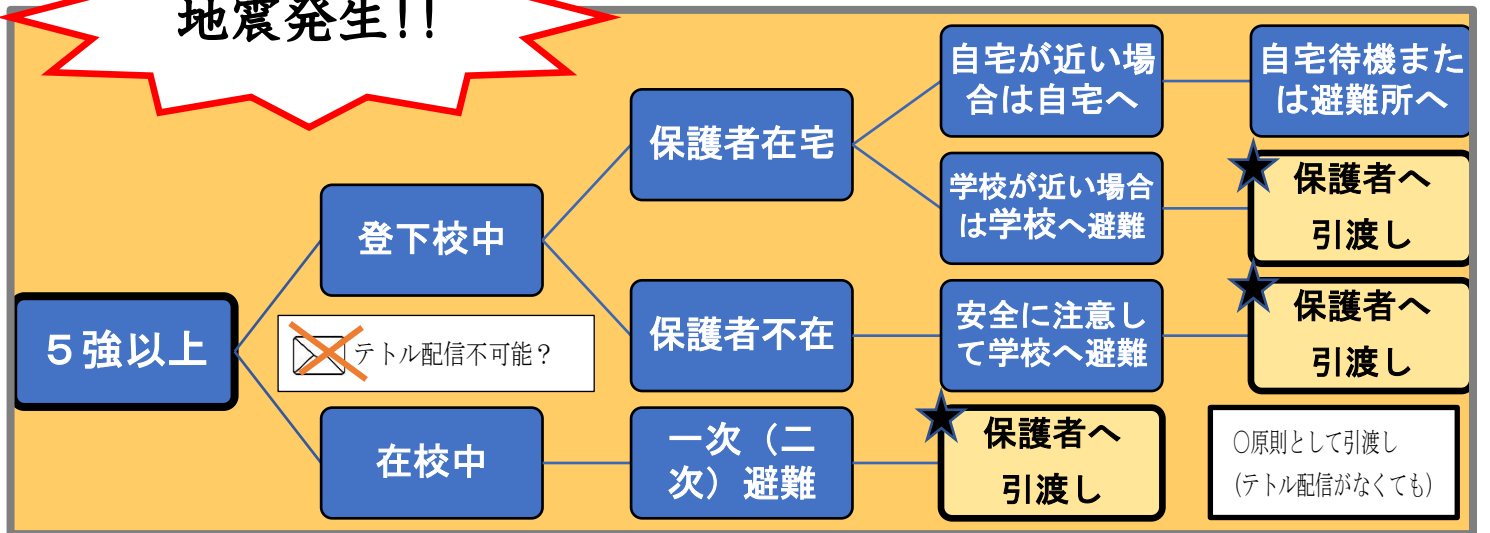 地震発生!!
５強以上
登下校中
テトル配信不可能？
在校中
保護者在宅
保護者不在
一次（二
次）避難
自宅が近い場
合は自宅へ
学校が近い場合
は学校へ避難
安全に注意し
て学校へ避難
保護者へ
引渡し
自宅待機また
は避難所へ
保護者へ
引渡し
保護者へ
引渡し
○原則として引渡し
(テトル配信がなくても)